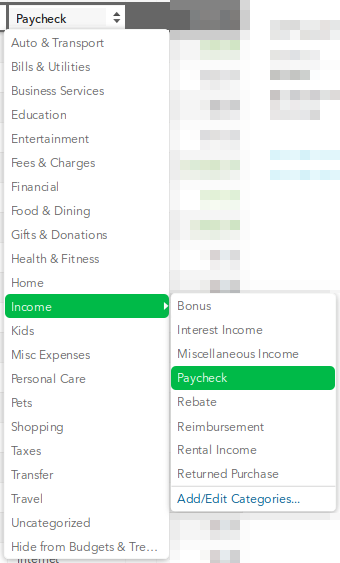 Paycheck
Auto & Transport
Bills & Utilities
Business Services
Education
Entertainment
Fees & Charges
Financial
Food & Dining
Gifts & Donations
Health & Fitness
Home
Income
Kids
Misc Expenses
Personal Care
Pets
Shopping
Taxes
Transfer
Travel
Uncategorized
Hide from Budgets & Tre...
Bonus
Interest Income
Miscellaneous Income
Paycheck
Rebate
Reimbursement
Rental Income
Returned Purchase
Add/Edit Categories...